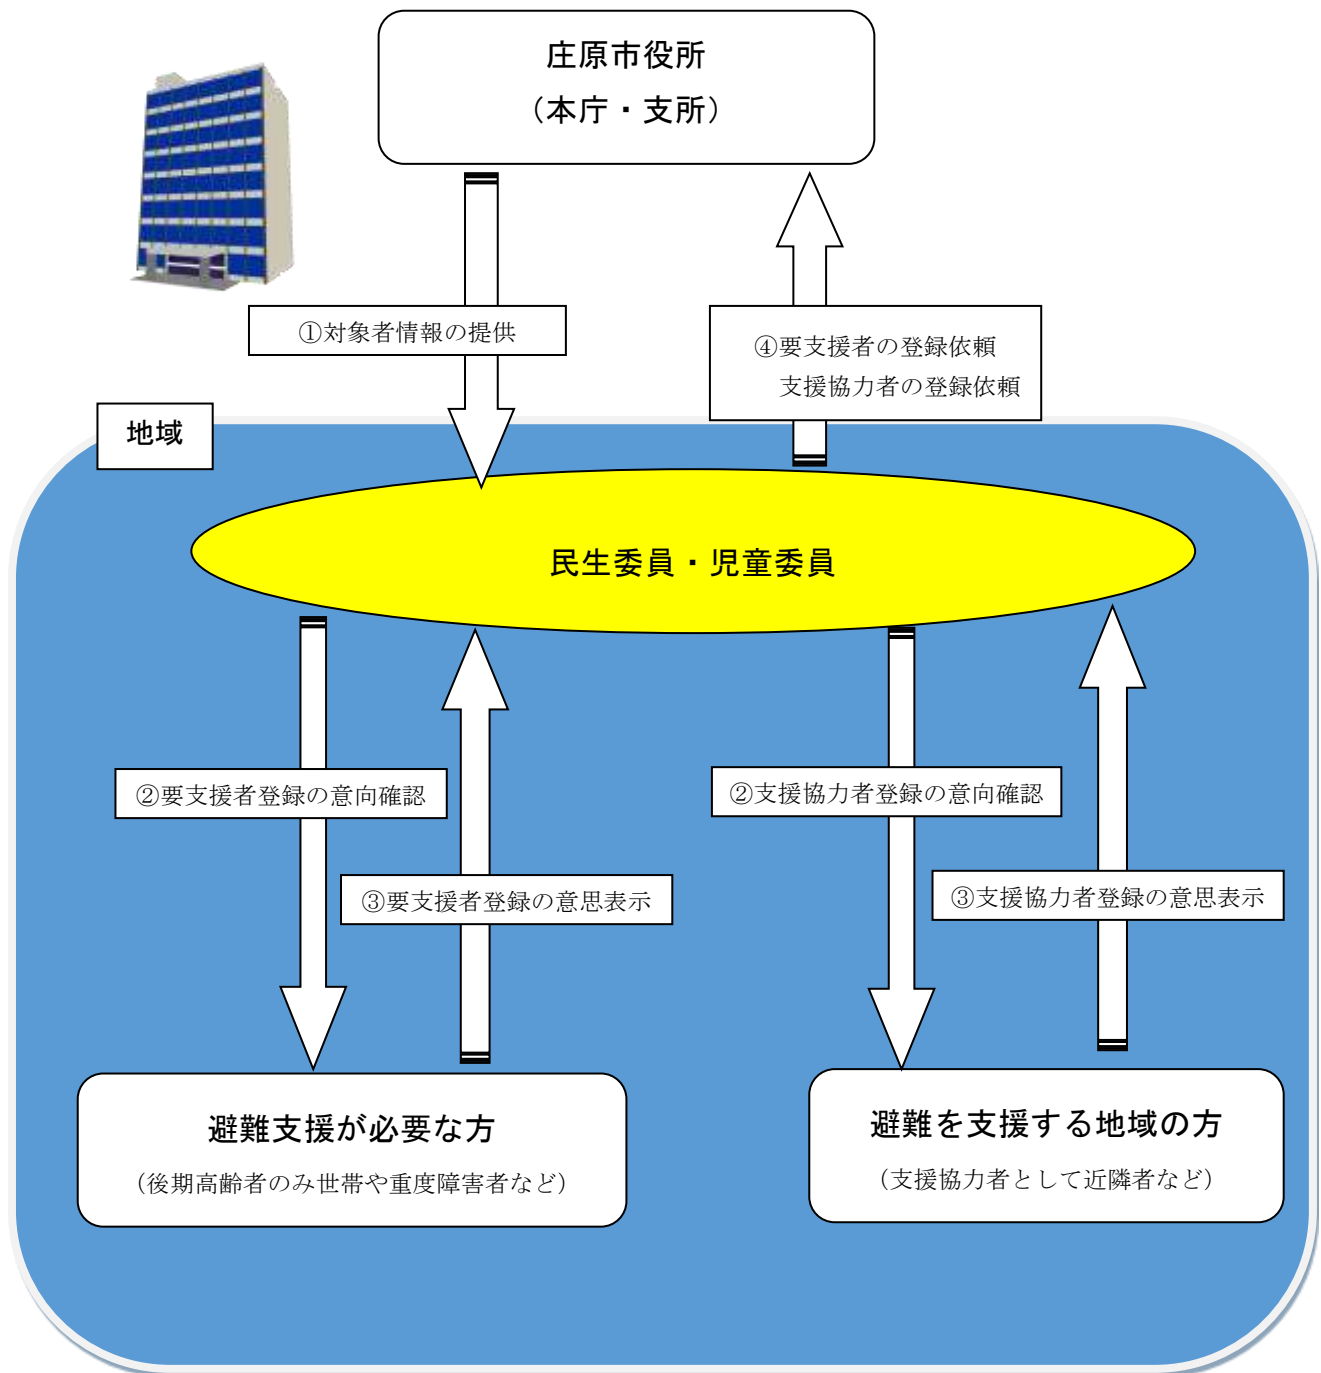 庄原市役所
（本庁・支所）
①対象者情報の提供
④要支援者の登録依頼
支援協力者の登録依頼
地域
民生委員・児童委員
②要支援者登録の意向確認
②支援協力者登録の意向確認
③要支援者登録の意思表示
③支援協力者登録の意思表示
避難支援が必要な方
（後期高齢者のみ世帯や重度障害者など）
避難を支援する地域の方
（支援協力者として近隣者など）